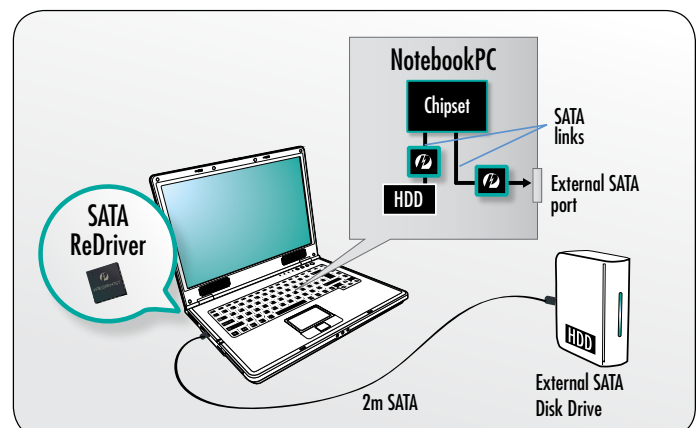 NotebookPC
Chipset
SATA
links
HDD
External SATA
port
SATA
ReDriver
HDD
2m SATA
External SATA
Disk Drive